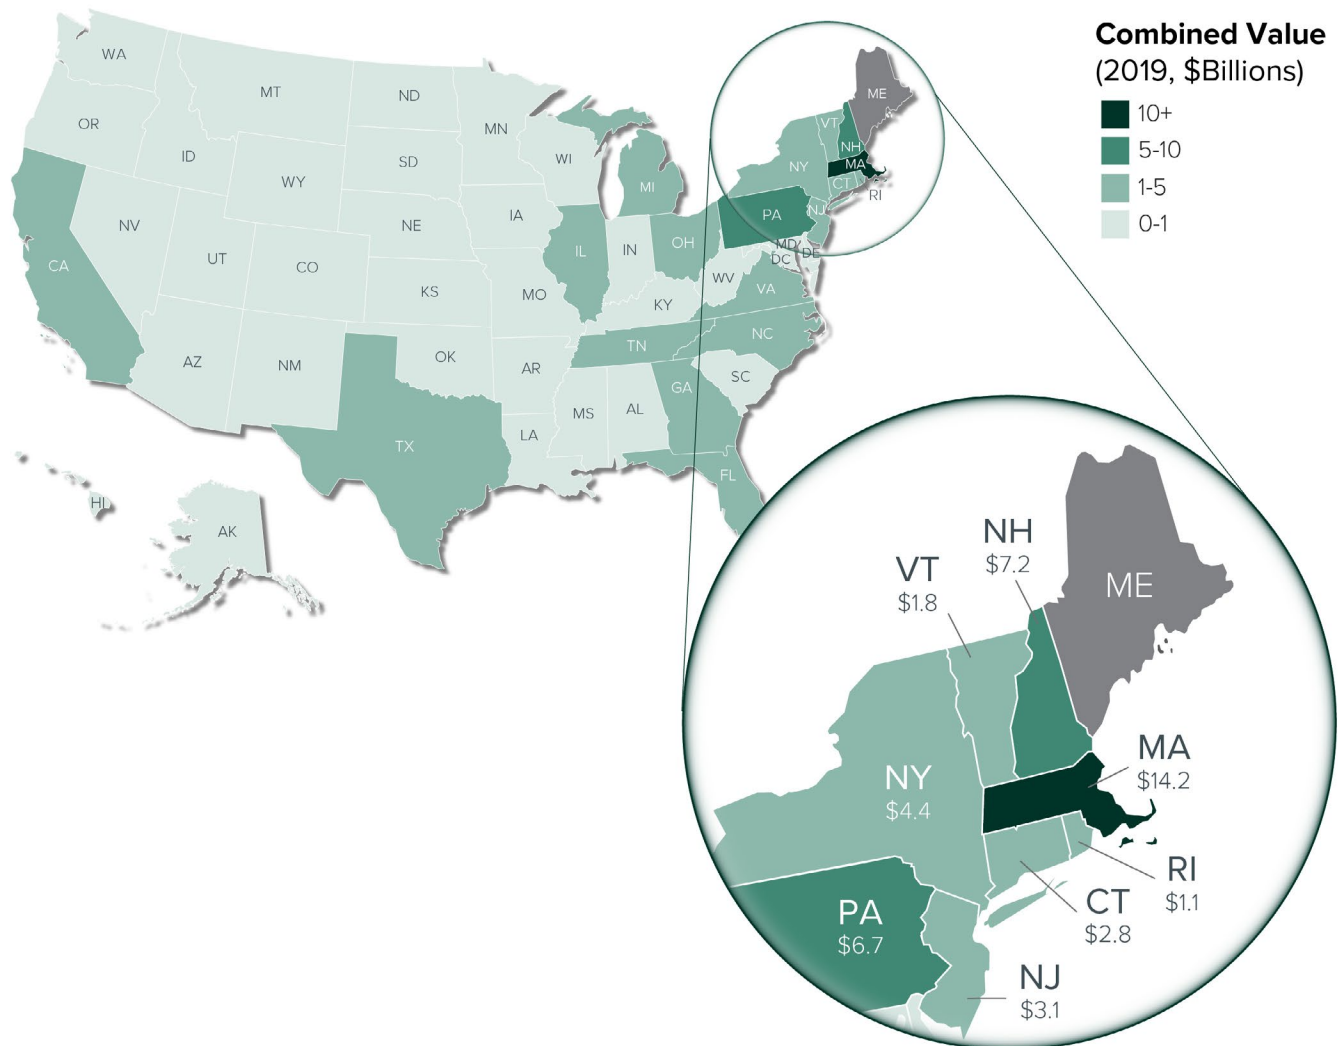 Combined Value
(2019, $Billions)
10+
5-10
1-5
0-1
WA
OR
CA
NV
ID
MT
WY
UT
AZ
CO
NM
ND
SD
NE
KS
OK
TX
MN
IA
MO
AR
LA
WI
IL
MI
IN
OH
KY
TN
MS
AL
GA
FL
SC
NC
VA
WV
MD
DC
DE
PA
NJ
NY
CT
RI
MA
VT
NH
ME
HI
AK
NH
$7.2
VT
$1.8
ME
MA
$14.2
NY
$4.4
RI
$1.1
CT
$2.8
PA
$6.7
NJ
$3.1